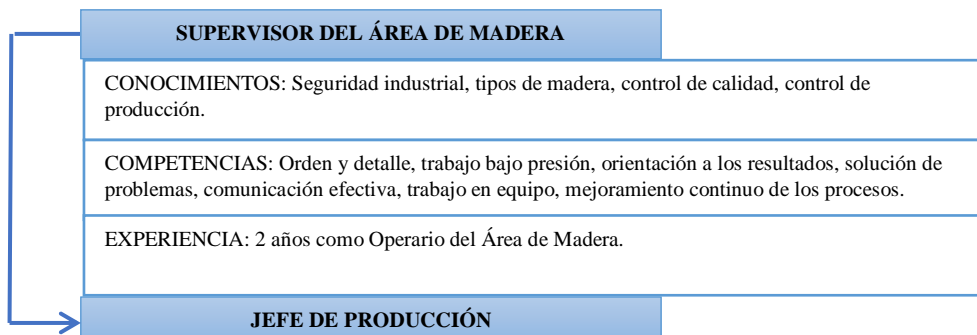 SUPERVISOR DEL ÁREA DE MADERA
CONOCIMIENTOS: Seguridad industrial, tipos de madera, control de calidad, control de
producción.
COMPETENCIAS: Orden y detalle, trabajo bajo presión, orientación a los resultados, solución de
problemas, comunicación efectiva, trabajo en equipo, mejoramiento continuo de los procesos.
EXPERIENCIA: 2 años como Operario del Área de Madera.
JEFE DE PRODUCCIÓN